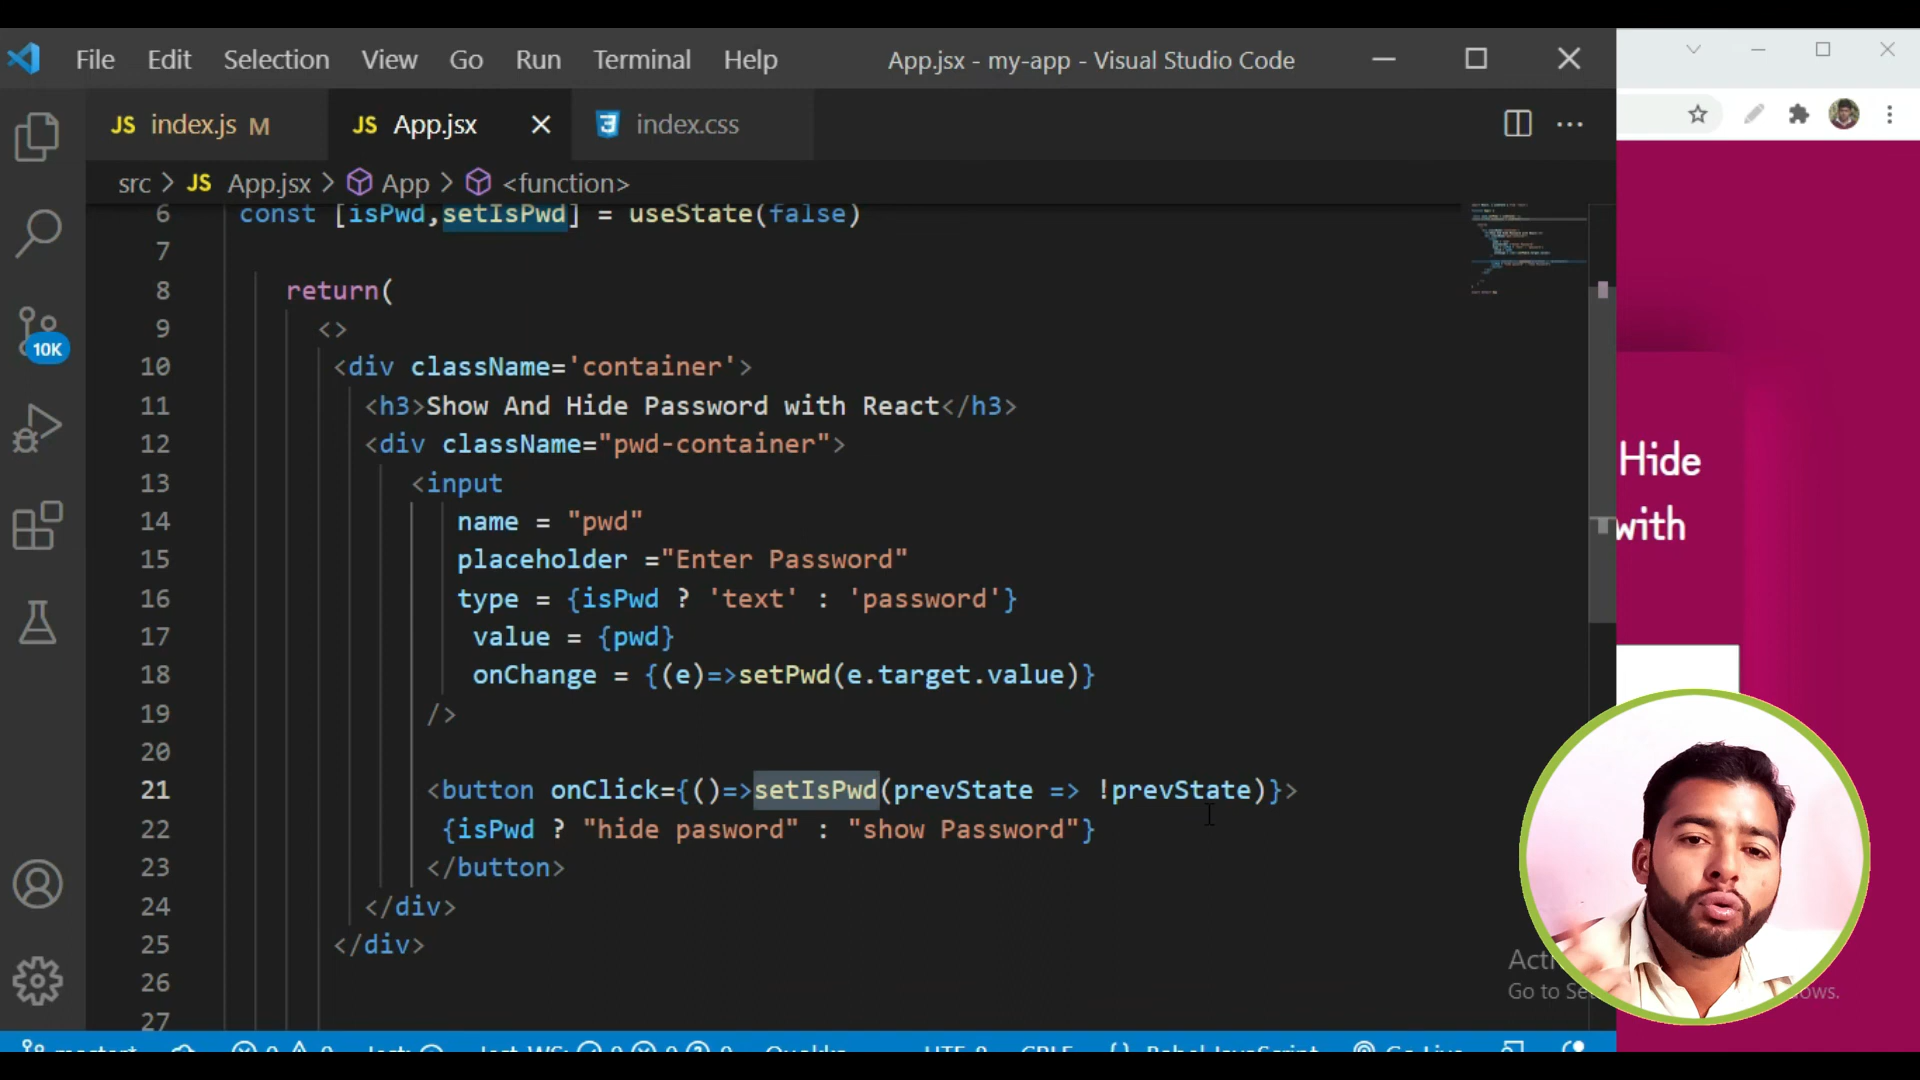 File Edit Selection View Go Run Terminal Help App.jsx - my-app - Visual Studio Code
JS index.js M JS App.jsx index.css
src > JS App.jsx > App > <function>
6 const [isPwd,setIsPwd] = useState(false)
7
8 return(
9 <>
10 <div className='container'>
11 <h3>Show And Hide Password with React</h3>
12 <div className="pwd-container">
13 <input
14 name = "pwd"
15 placeholder ="Enter Password"
16 type = {isPwd ? 'text' : 'password'}
17 value = {pwd}
18 onChange = {(e)=>setPwd(e.target.value)}
19 />
20
21 <button onClick={()=>setIsPwd(prevState => !prevState)}>
22 {isPwd ? "hide pasword" : "show Password"}
23 </button>
24 </div>
25 </div>
26
27
10K
Hide
with
Go to